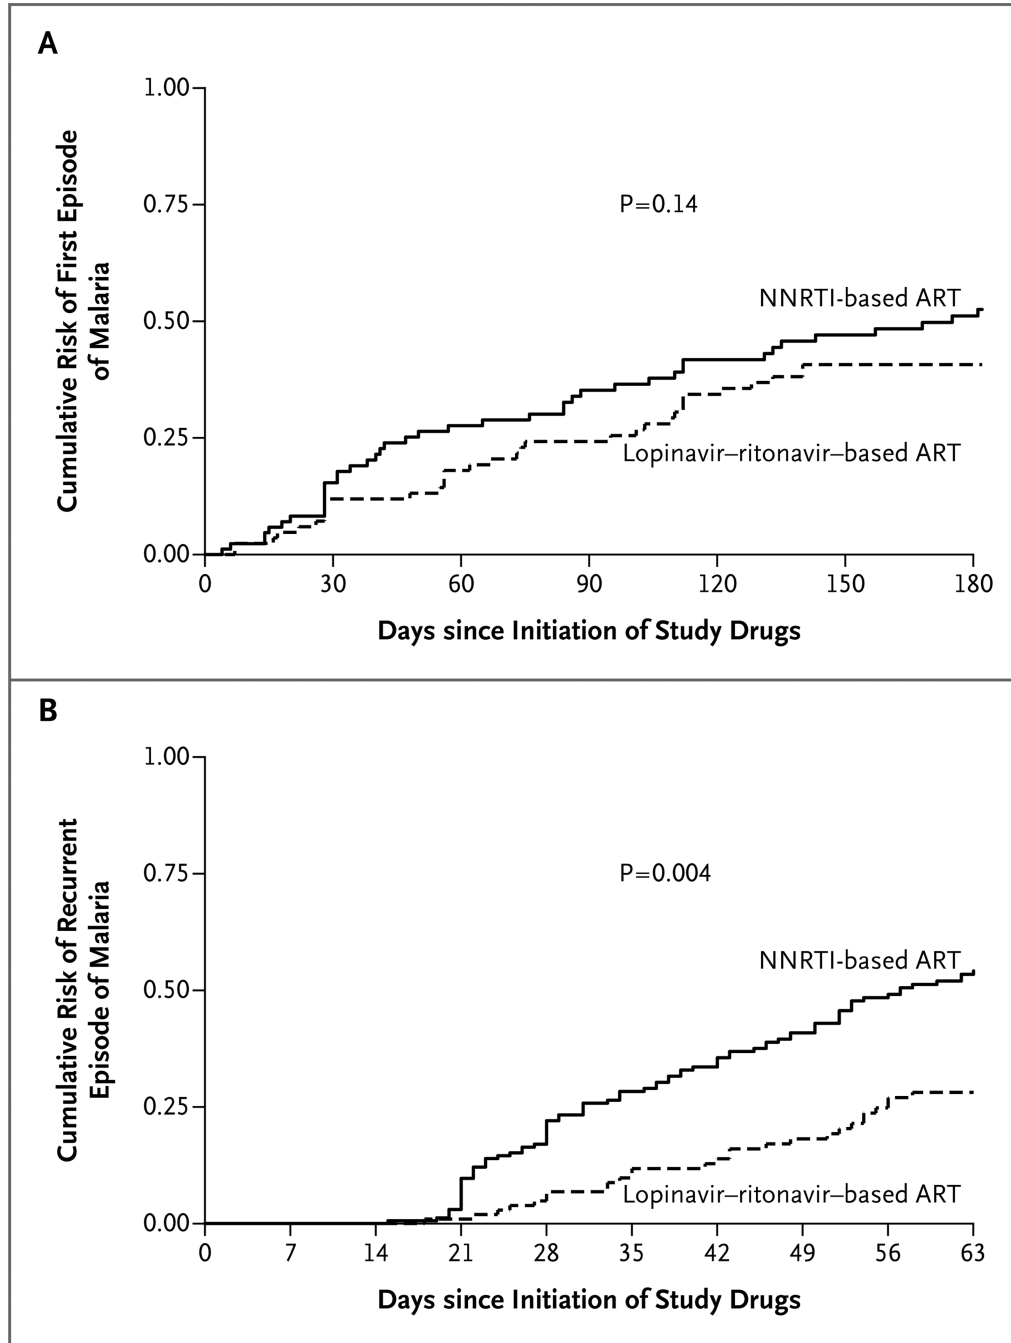 A
Cumulative Risk of First Episode
of Malaria
1.00
0.75
0.50
0.25
0.00
P=0.14
NNRTI-based ART
Lopinavir–ritonavir–based ART
0 30 60 90 120 150 180
Days since Initiation of Study Drugs
B
Cumulative Risk of Recurrent
Episode of Malaria
1.00
0.75
0.50
0.25
0.00
P=0.004
NNRTI-based ART
Lopinavir–ritonavir–based ART
0 7 14 21 28 35 42 49 56 63
Days since Initiation of Study Drugs